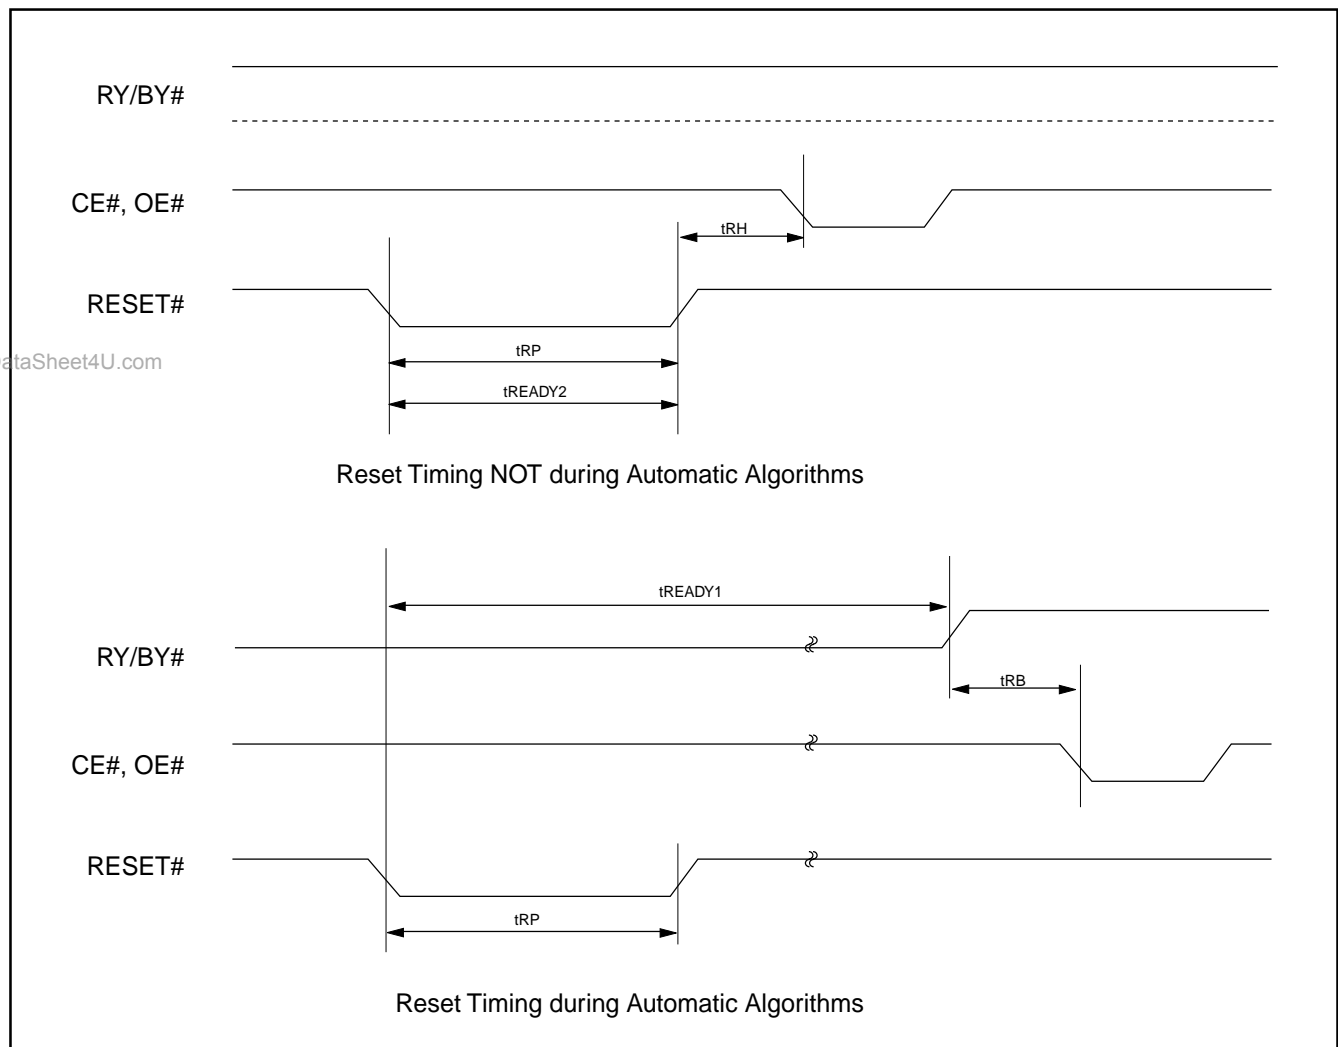 RY/BY#
CE#, OE#
tRH
RESET#
tRP
ataSheet4U.com
tREADY2
Reset Timing NOT during Automatic Algorithms
tREADY1
RY/BY#
tRB
CE#, OE#
RESET#
tRP
Reset Timing during Automatic Algorithms